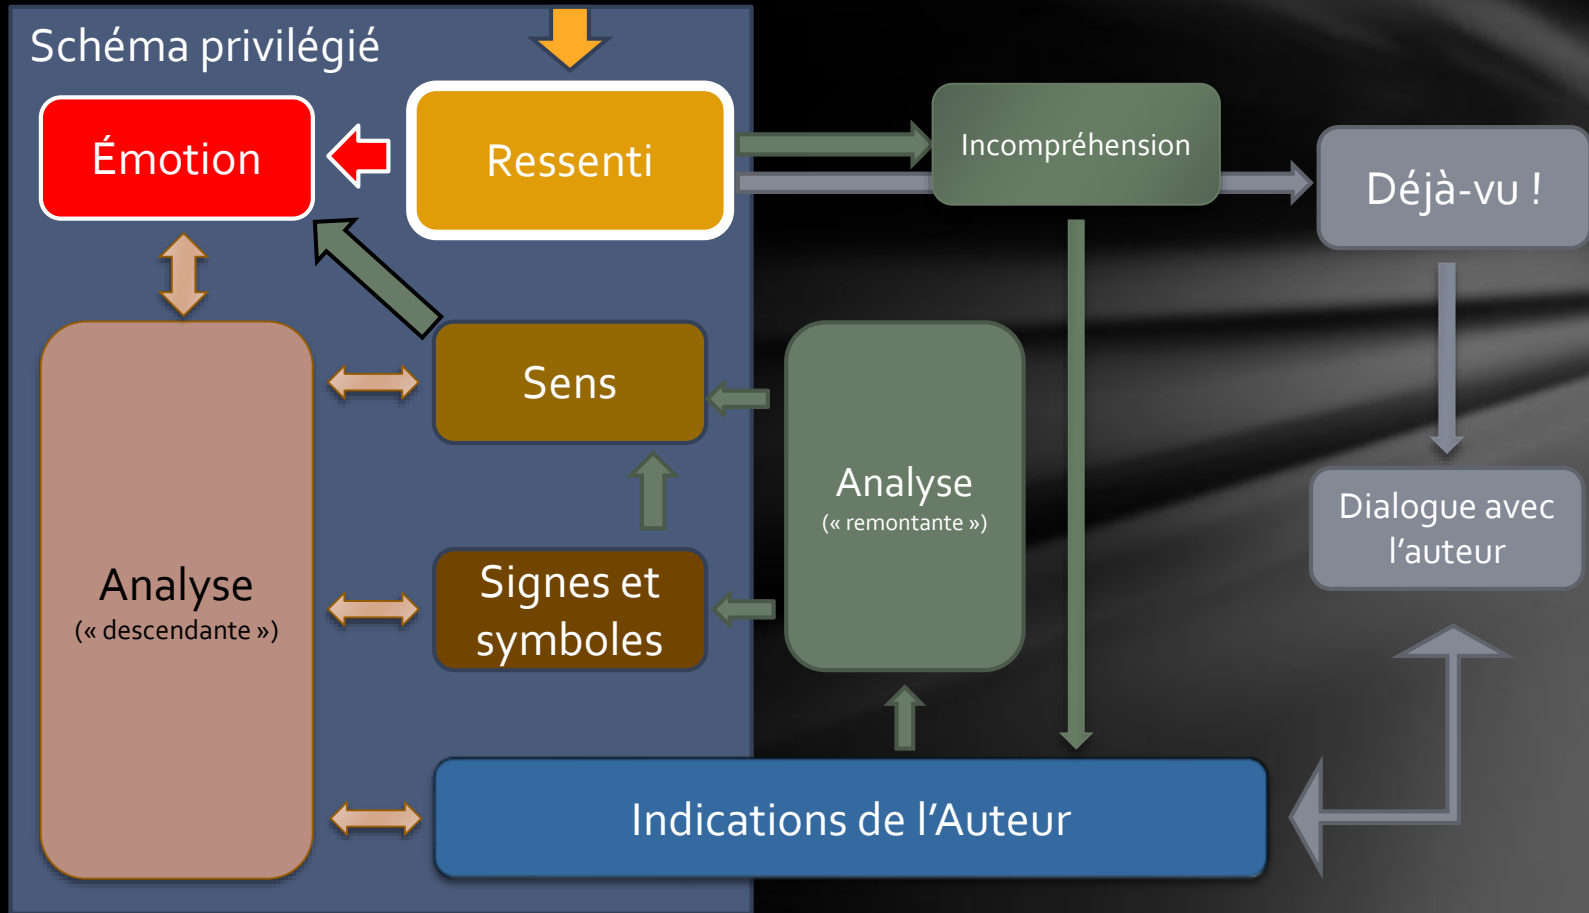 Schéma privilégié
Émotion
Ressenti
Incompréhension
Déjà-vu !
Sens
Analyse
(« remontante »)
Dialogue avec
l'auteur
Analyse
(« descendante »)
Signes et
symboles
Indications de l'Auteur